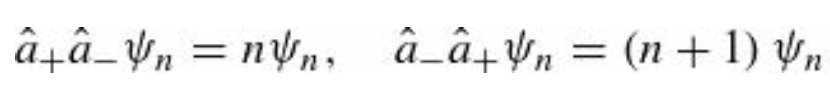 â₊â₋ψₙ = nψₙ, â₋â₊ψₙ = (n + 1) ψₙ